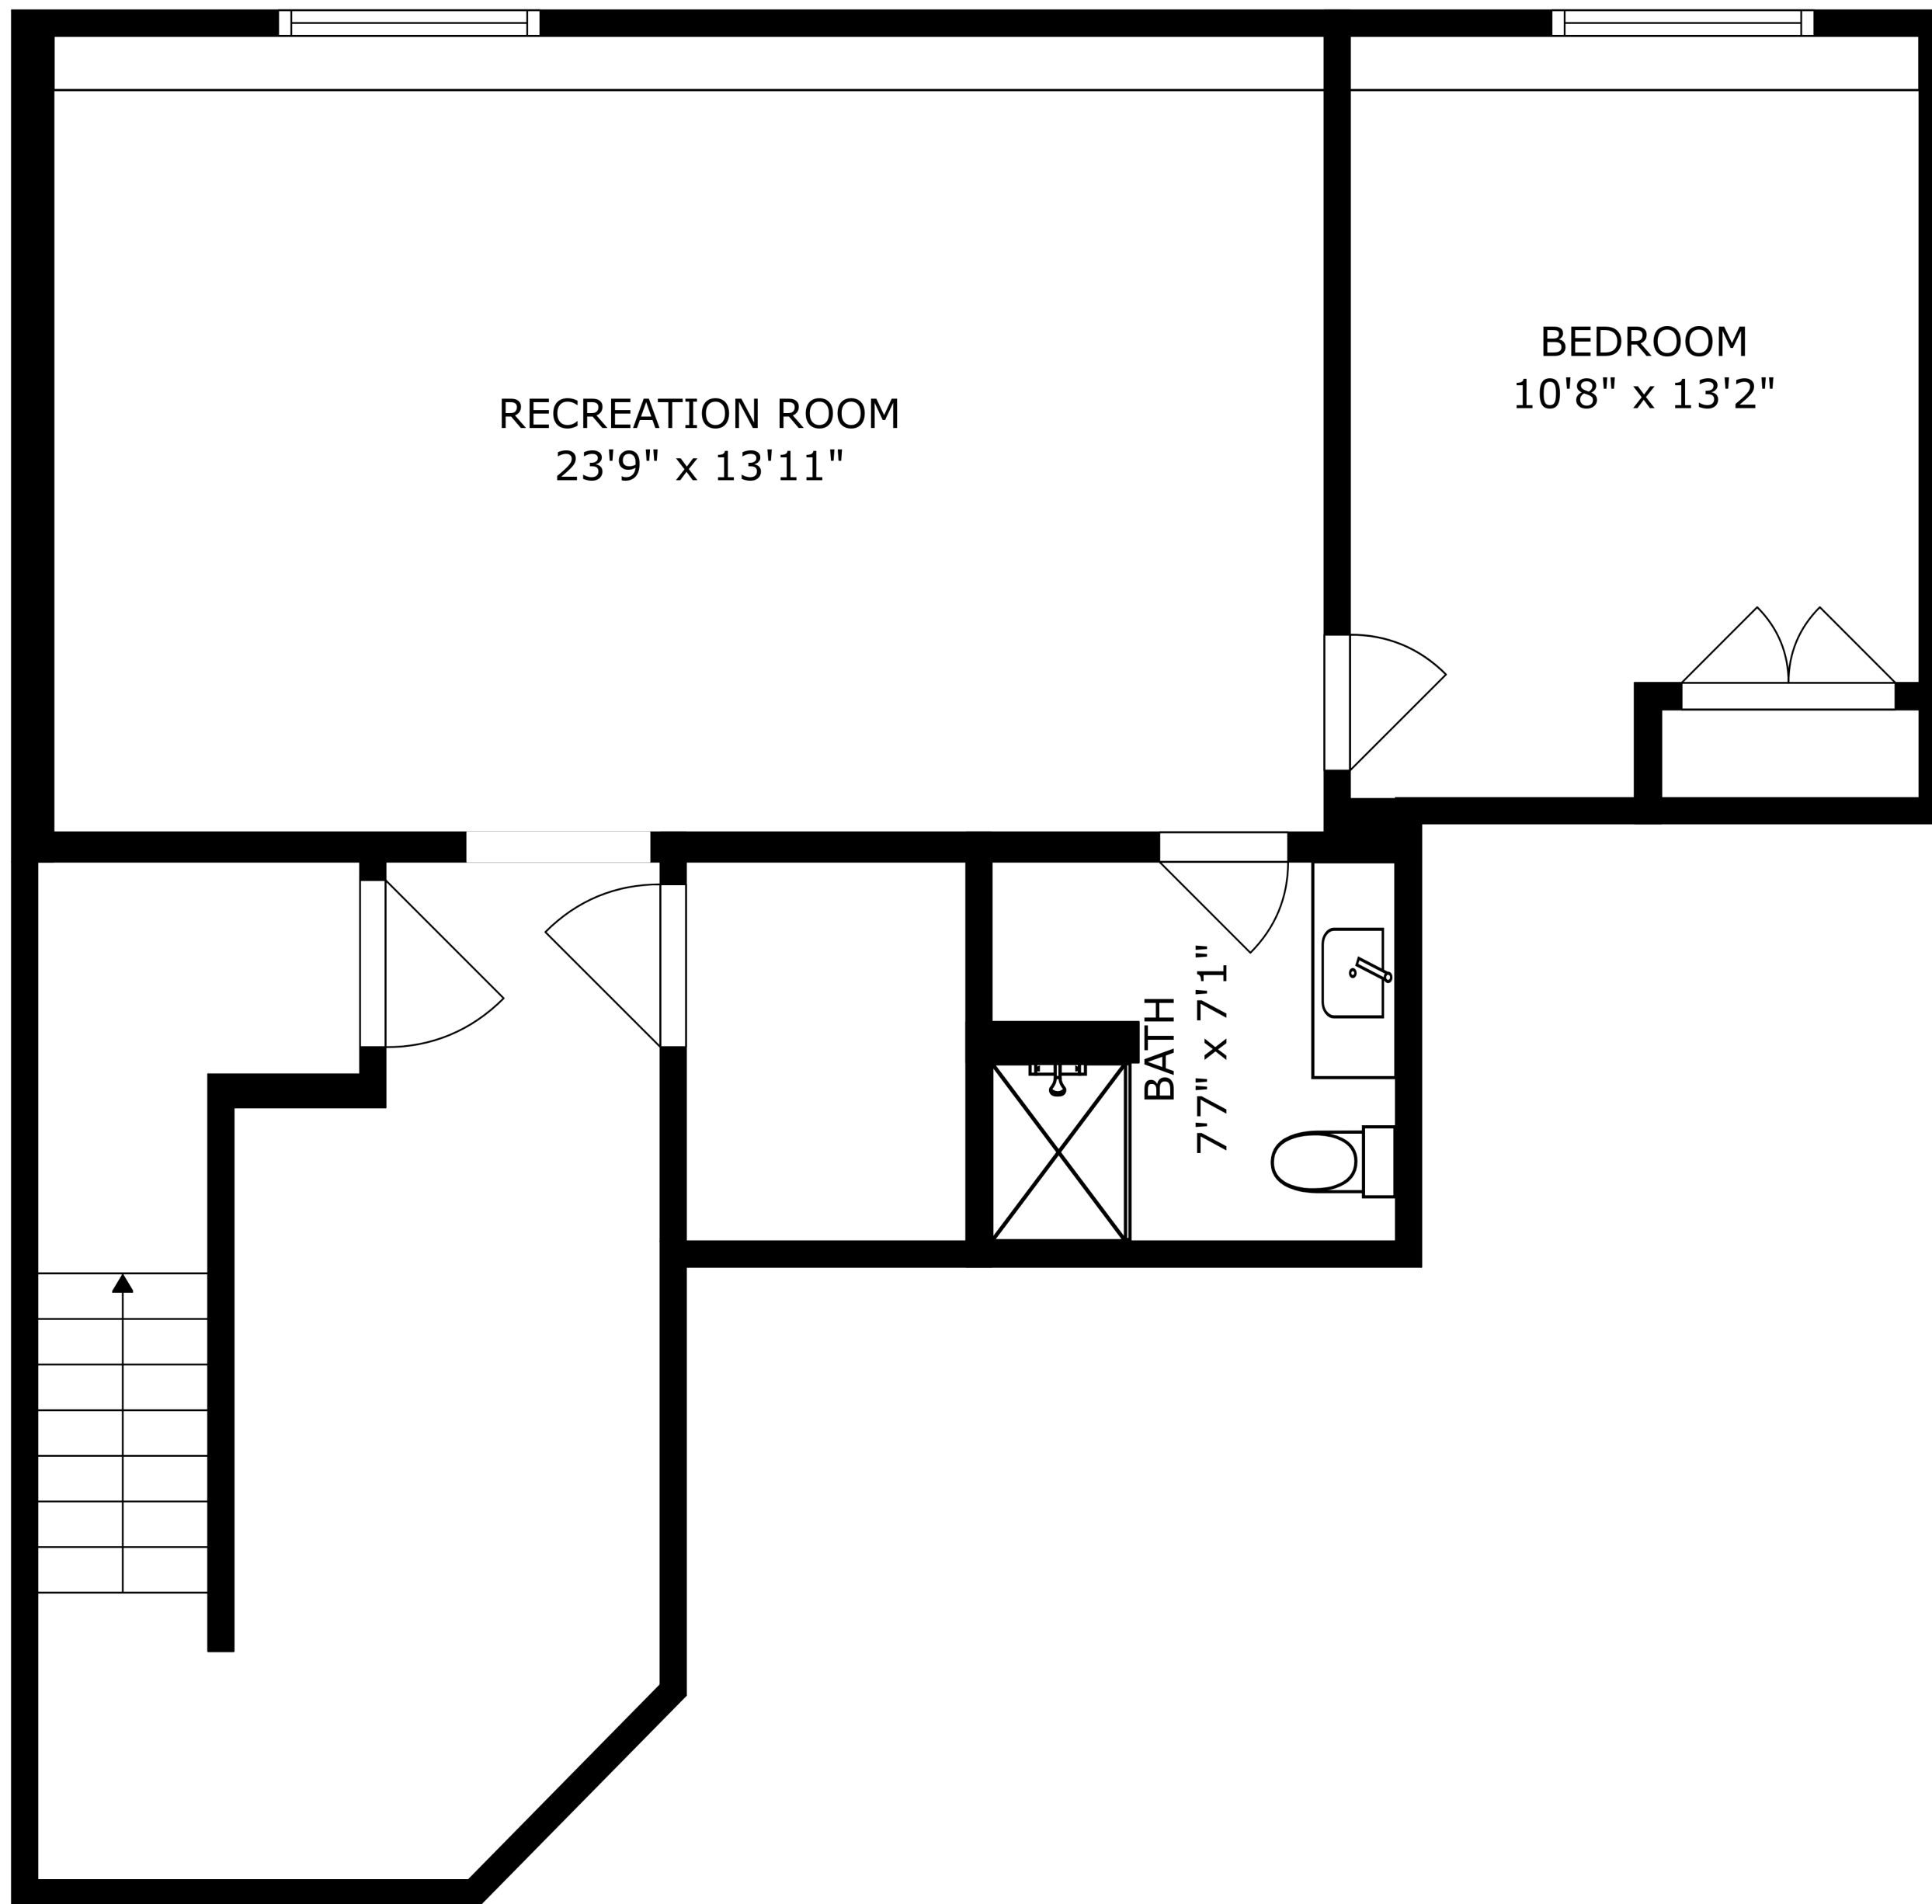 RECREATION ROOM
23'9" x 13'11"
BEDROOM
10'8" x 13'2"
BATH
7'7" x 7'1"